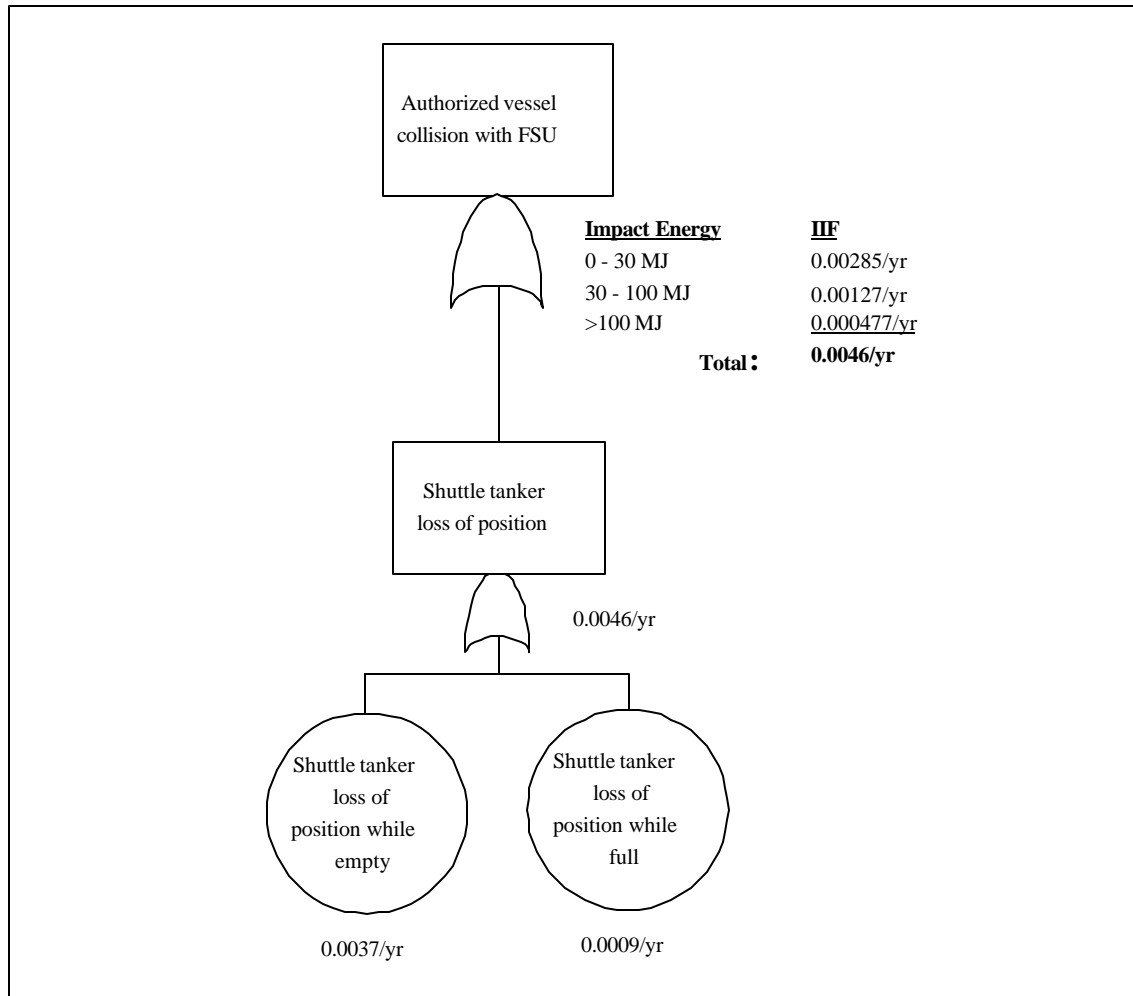 Authorized vessel
collision with FSU
Impact Energy IIF
0 - 30 MJ 0.00285/yr
30 - 100 MJ 0.00127/yr
>100 MJ 0.000477/yr
Total: 0.0046/yr
Shuttle tanker
loss of position
0.0046/yr
Shuttle tanker
loss of
position while
empty
Shuttle tanker
loss of
position while
full
0.0037/yr
0.0009/yr